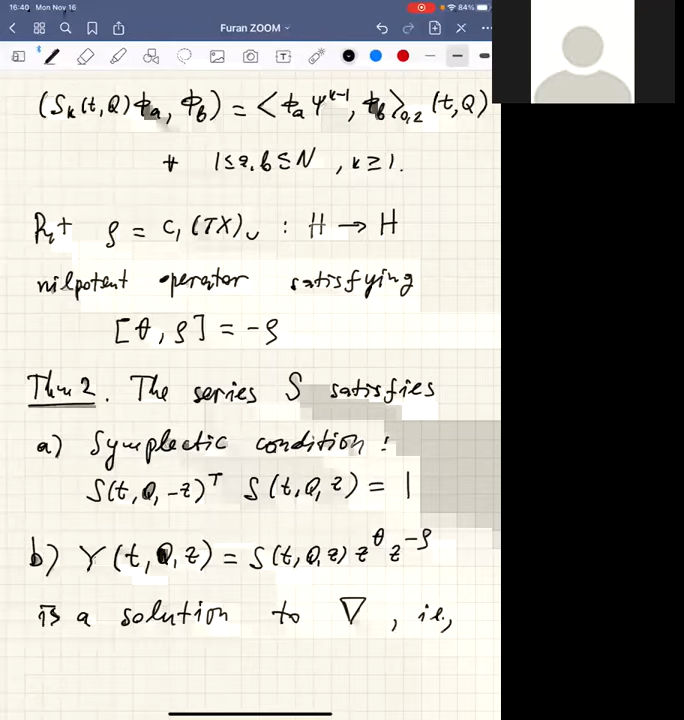 16:40 Mon Nov 16
84%
Furan ZOOM
(S_k(t,Q)ϕ_a, ϕ_b) = ⟨ϕ_a ψ^{k-1}, ϕ_b⟩_{0,2} (t,Q)
∀ 1≤a,b≤N , k≥1.
Put ρ = c_1(TX)∪ : H → H
nilpotent operator satisfying
[θ, ρ] = -ρ
Thm 2. The series S satisfies
a) Symplectic condition:
S(t,Q,-z)^T S(t,Q,z) = 1
b) Y(t,Q,z) = S(t,Q,z) z^θ z^{-ρ}
is a solution to ∇ , i.e.,